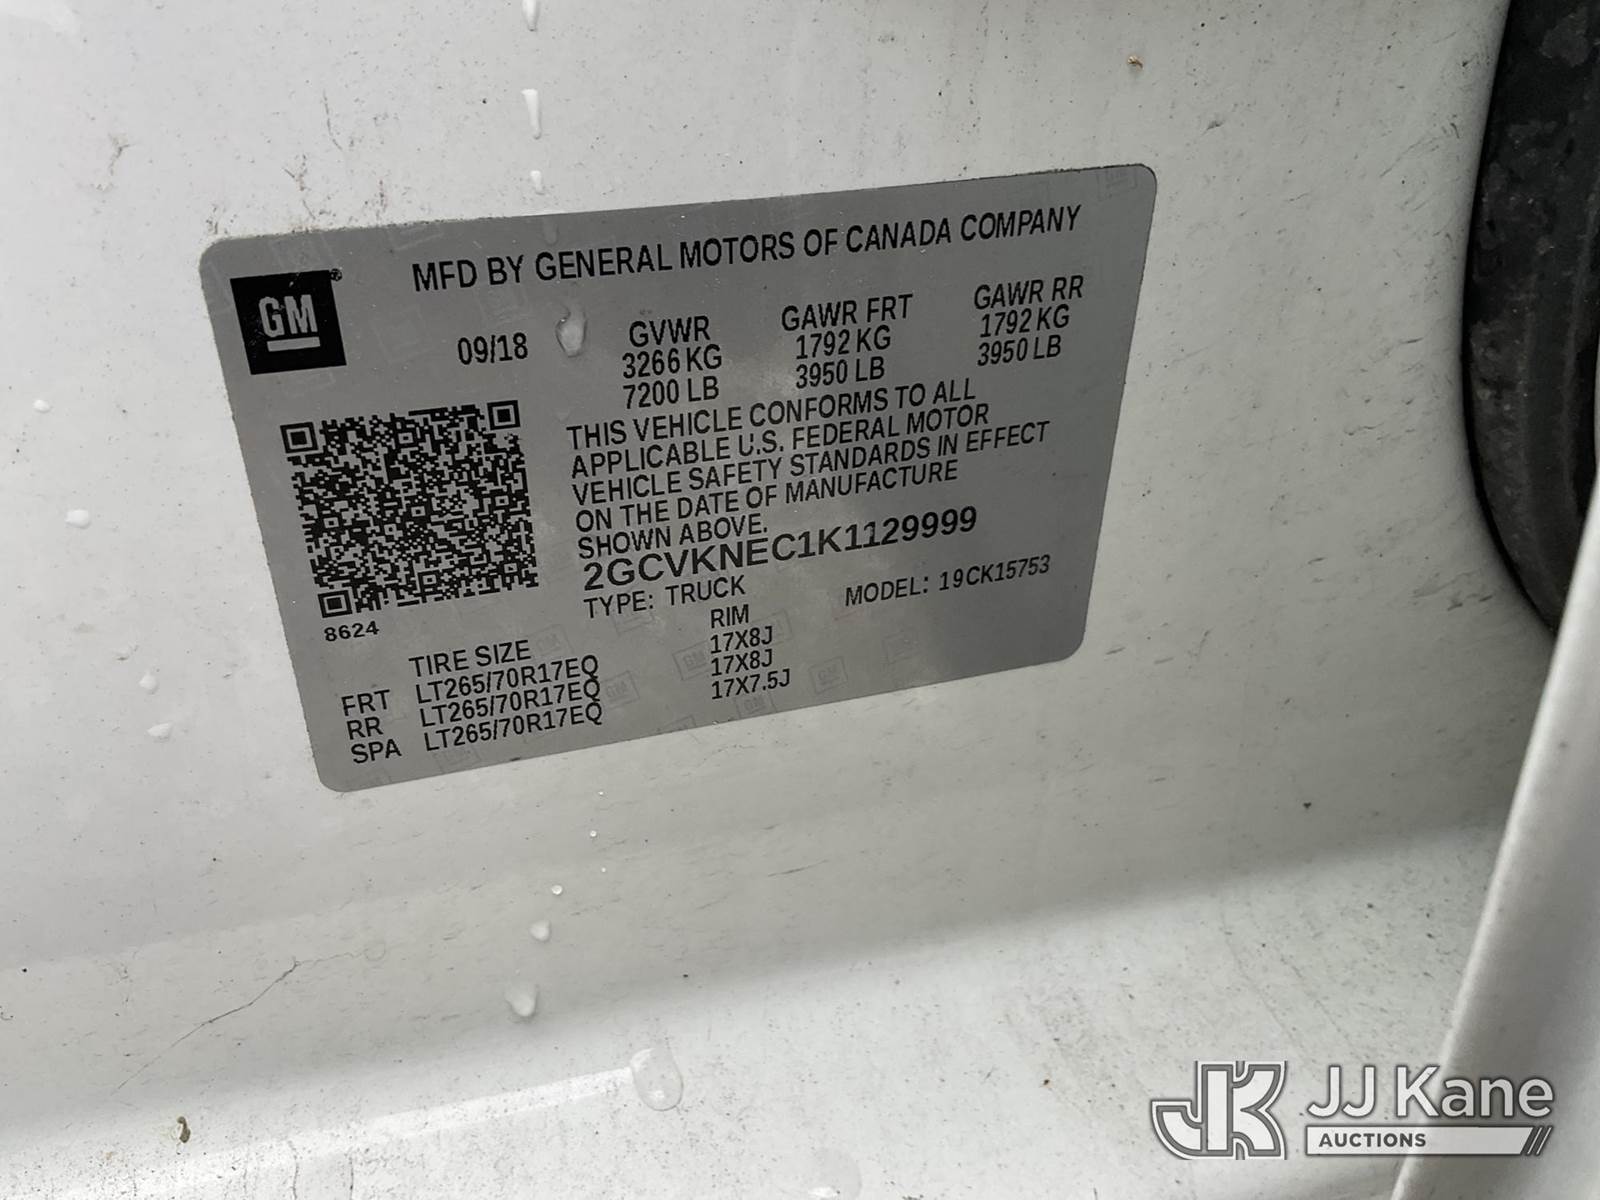 MFD BY GENERAL MOTORS OF CANADA COMPANY
GM®
09/18
GVWR
3266 KG
7200 LB
GAWR FRT
1792 KG
3950 LB
GAWR RR
1792 KG
3950 LB
THIS VEHICLE CONFORMS TO ALL
APPLICABLE U.S. FEDERAL MOTOR
VEHICLE SAFETY STANDARDS IN EFFECT
ON THE DATE OF MANUFACTURE
SHOWN ABOVE.
2GCVKNEC1K1129999
TYPE: TRUCK
MODEL: 19CK15753
8624
TIRE SIZE
RIM
FRT LT265/70R17EQ 17X8J
RR LT265/70R17EQ 17X8J
SPA LT265/70R17EQ 17X7.5J
JK JJ Kane
AUCTIONS